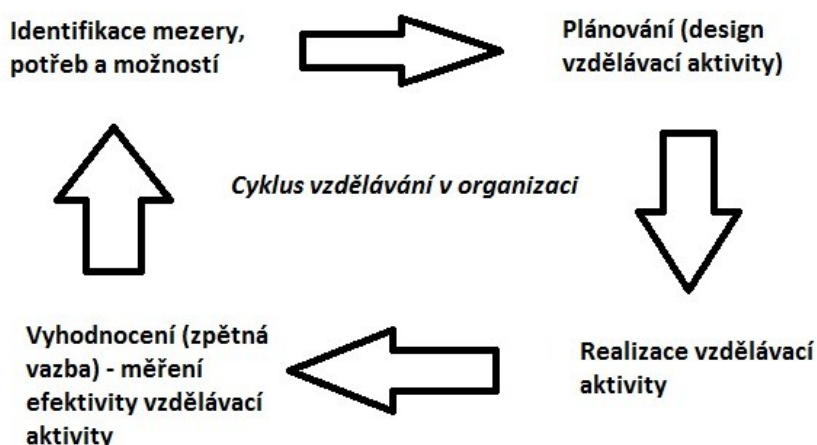 Identifikace mezery,
potřeb a možností
Plánování (design
vzdělávací aktivity)
Cyklus vzdělávání v organizaci
Vyhodnocení (zpětná
vazba) - měření
efektivity vzdělávací
aktivity
Realizace vzdělávací
aktivity